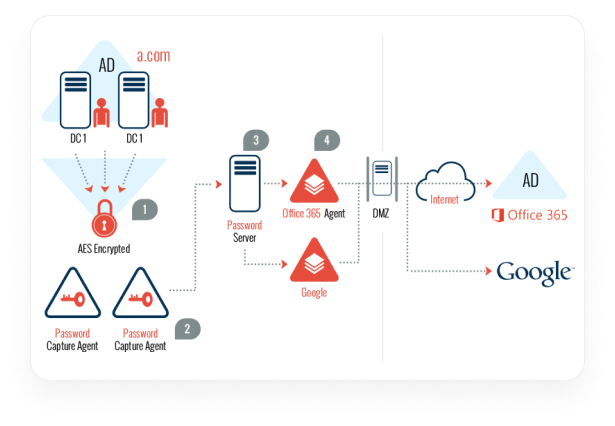 a.com
AD
DC 1
DC 1
1
AES Encrypted
Password
Capture Agent
Password
Capture Agent
2
3
4
Password
Server
Office 365 Agent
Google
DMZ
Internet
AD
Office 365
Google